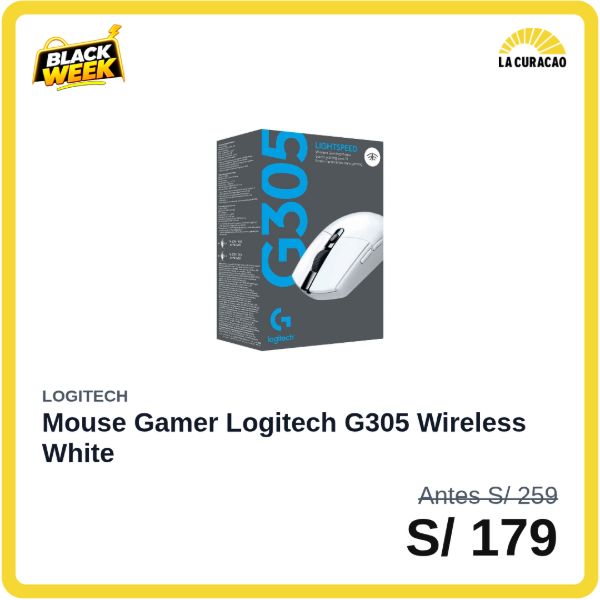 BLACK
WEEK
LA CURACAO
G305
LIGHTSPEED
logitech
LOGITECH
Mouse Gamer Logitech G305 Wireless
White
Antes S/ 259
S/ 179